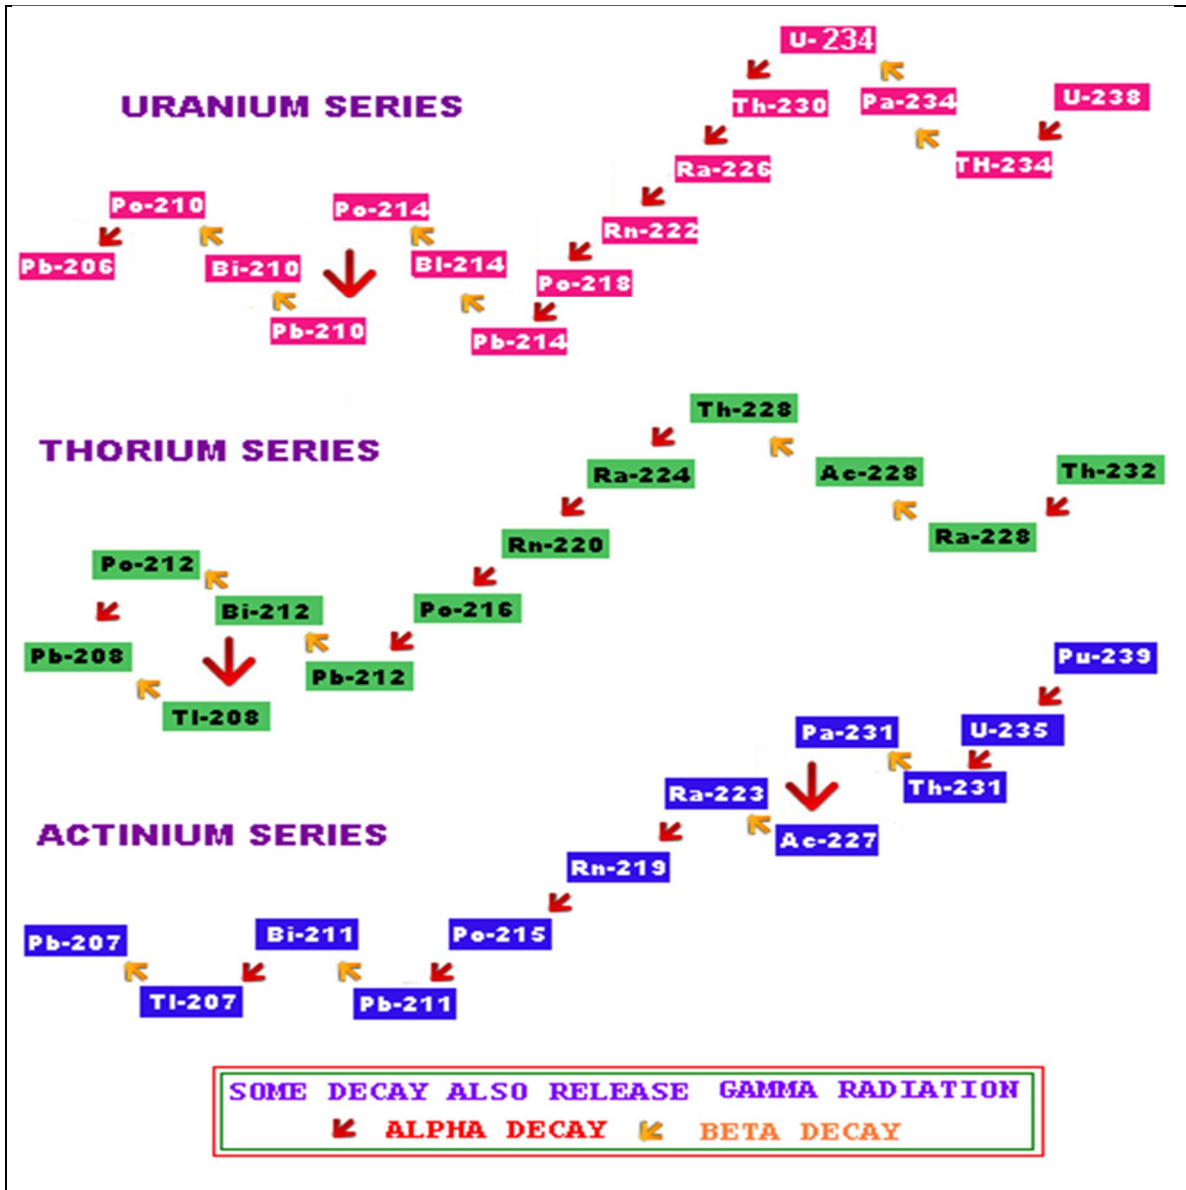 U-234
URANIUM SERIES
Th-230
Pa-234
U-238
Ra-226
TH-234
Po-210
Po-214
Rn-222
Pb-206
Bi-210
BI-214
Po-218
Pb-210
Pb-214
THORIUM SERIES
Th-228
Ra-224
Ac-228
Th-232
Rn-220
Ra-228
Po-212
Bi-212
Po-216
Pb-208
Pb-212
Tl-208
Pu-239
Pa-231
U-235
Ra-223
Th-231
ACTINIUM SERIES
Ac-227
Rn-219
Pb-207
Bi-211
Po-215
Tl-207
Pb-211
SOME DECAY ALSO RELEASE GAMMA RADIATION
ALPHA DECAY BETA DECAY